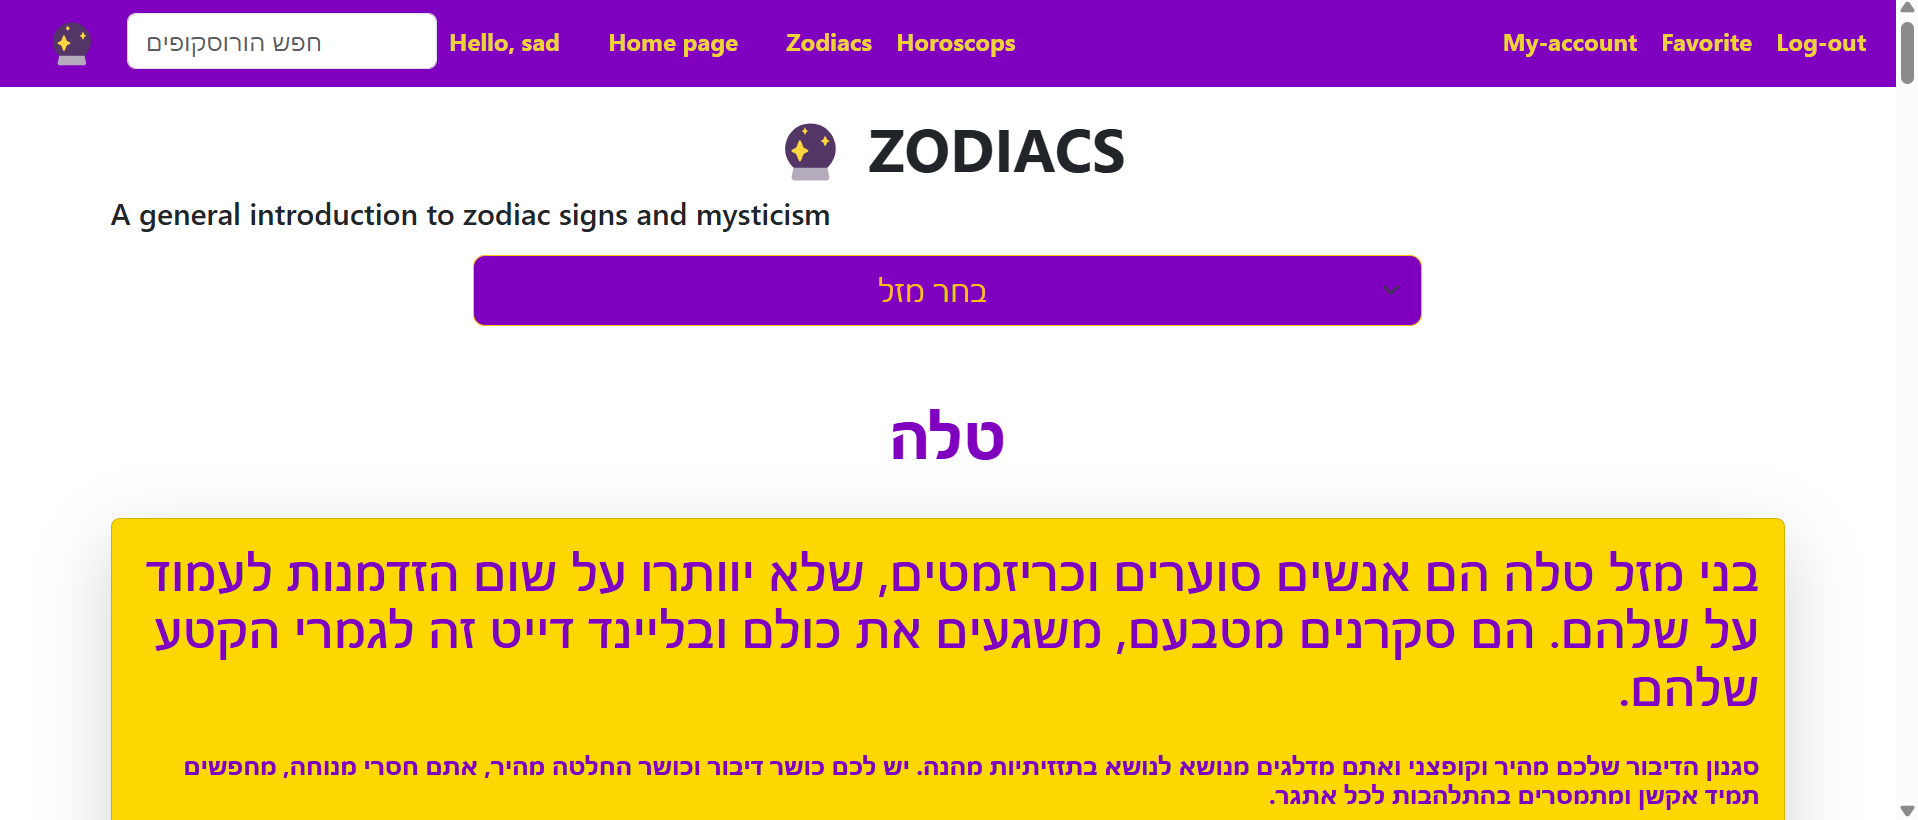 חפש הורוסקופים
Hello, sad
Home page
Zodiacs
Horoscops
My-account
Favorite
Log-out
ZODIACS
A general introduction to zodiac signs and mysticism
בחר מזל
טלה
בני מזל טלה הם אנשים סוערים וכריזמטים, שלא יוותרו על שום הזדמנות לעמוד
על שלהם. הם סקרנים מטבעם, משגעים את כולם ובליינד דייט זה לגמרי הקטע
שלהם.
סגנון הדיבור שלכם מהיר וקופצני ואתם מדלגים מנושא לנושא בתזזיתיות מהנה. יש לכם כושר דיבור וכושר החלטה מהיר, אתם חסרי מנוחה, מחפשים
תמיד אקשן ומתמסרים בהתלהבות לכל אתגר.